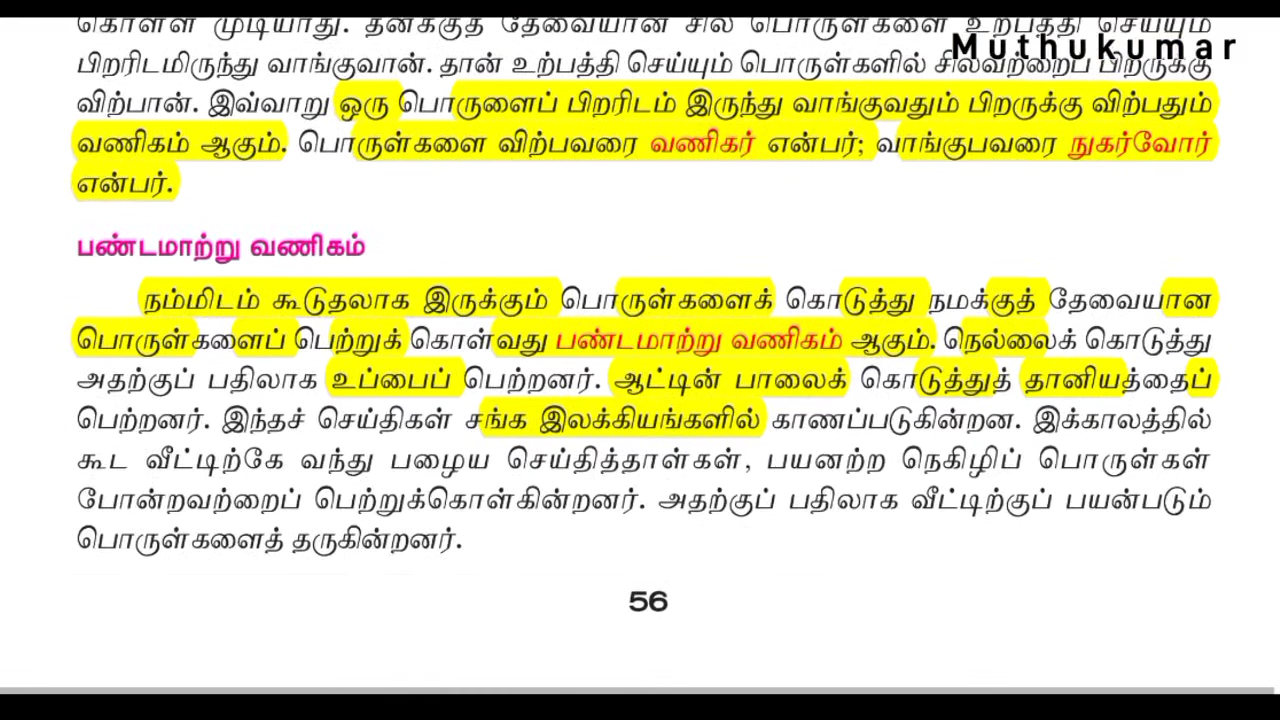 கொள்ள முடியாது. தனக்குத் தேவையான சில பொருள்களை உற்பத்தி செய்யும்
Muthukumar
பிறரிடமிருந்து வாங்குவான். தான் உற்பத்தி செய்யும் பொருள்களில் சிலவற்றைப் பிறருக்கு
விற்பான். இவ்வாறு ஒரு பொருளைப் பிறரிடம் இருந்து வாங்குவதும் பிறருக்கு விற்பதும்
வணிகம் ஆகும். பொருள்களை விற்பவரை வணிகர் என்பர்; வாங்குபவரை நுகர்வோர்
என்பர்.
பண்டமாற்று வணிகம்
நம்மிடம் கூடுதலாக இருக்கும் பொருள்களைக் கொடுத்து நமக்குத் தேவையான
பொருள்களைப் பெற்றுக் கொள்வது பண்டமாற்று வணிகம் ஆகும். நெல்லைக் கொடுத்து
அதற்குப் பதிலாக உப்பைப் பெற்றனர். ஆட்டின் பாலைக் கொடுத்துத் தானியத்தைப்
பெற்றனர். இந்தச் செய்திகள் சங்க இலக்கியங்களில் காணப்படுகின்றன. இக்காலத்தில்
கூட வீட்டிற்கே வந்து பழைய செய்தித்தாள்கள், பயனற்ற நெகிழிப் பொருள்கள்
போன்றவற்றைப் பெற்றுக்கொள்கின்றனர். அதற்குப் பதிலாக வீட்டிற்குப் பயன்படும்
பொருள்களைத் தருகின்றனர்.
56